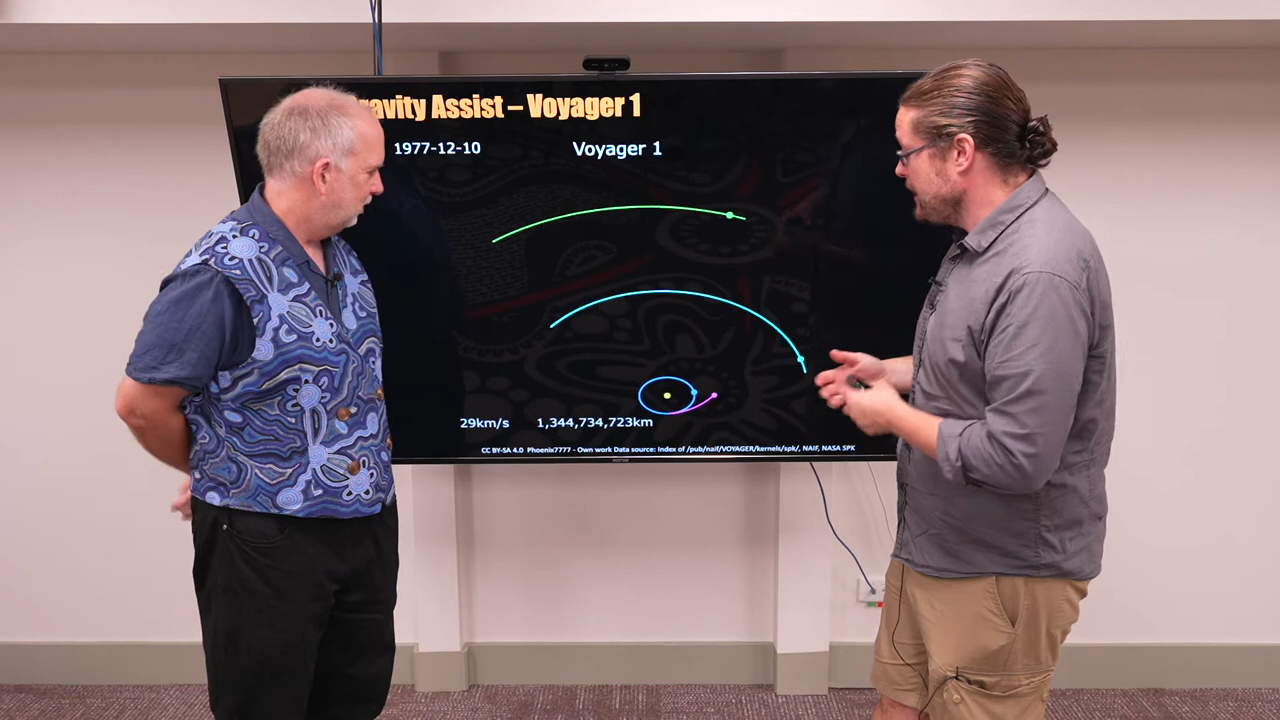 ravity Assist – Voyager 1
1977-12-10
Voyager 1
29km/s
1,344,734,723km
CC BY-SA 4.0 Phoenix7777 - Own work Data source: Index of /pub/naif/VOYAGER/kernels/spk/, NAIF, NASA SPK